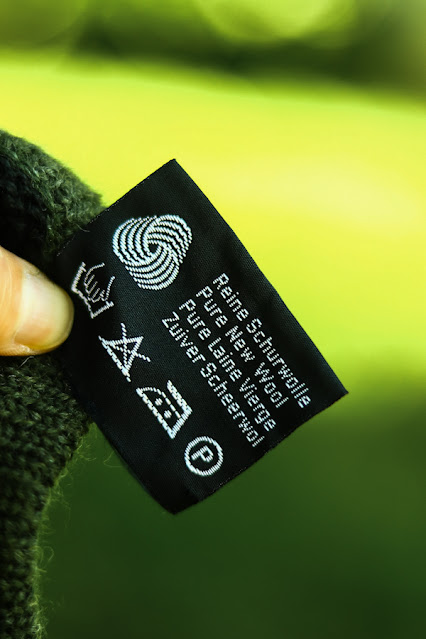 Reine Schurwolle
Pure New Wool
Pure Laine Vierge
Zuiver Scheerwol
P